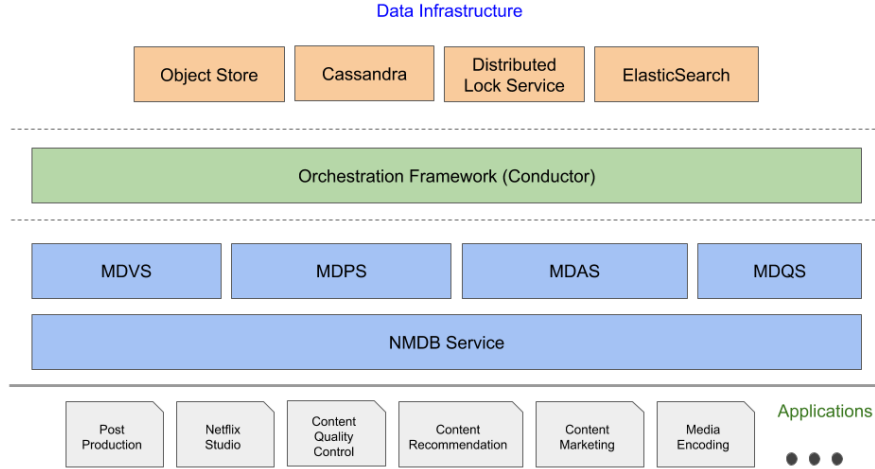 Data Infrastructure
Object Store
Cassandra
Distributed
Lock Service
ElasticSearch
Orchestration Framework (Conductor)
MDVS
MDPS
MDAS
MDQS
NMDB Service
Post
Production
Netflix
Studio
Content
Quality
Control
Content
Recommendation
Content
Marketing
Media
Encoding
Applications